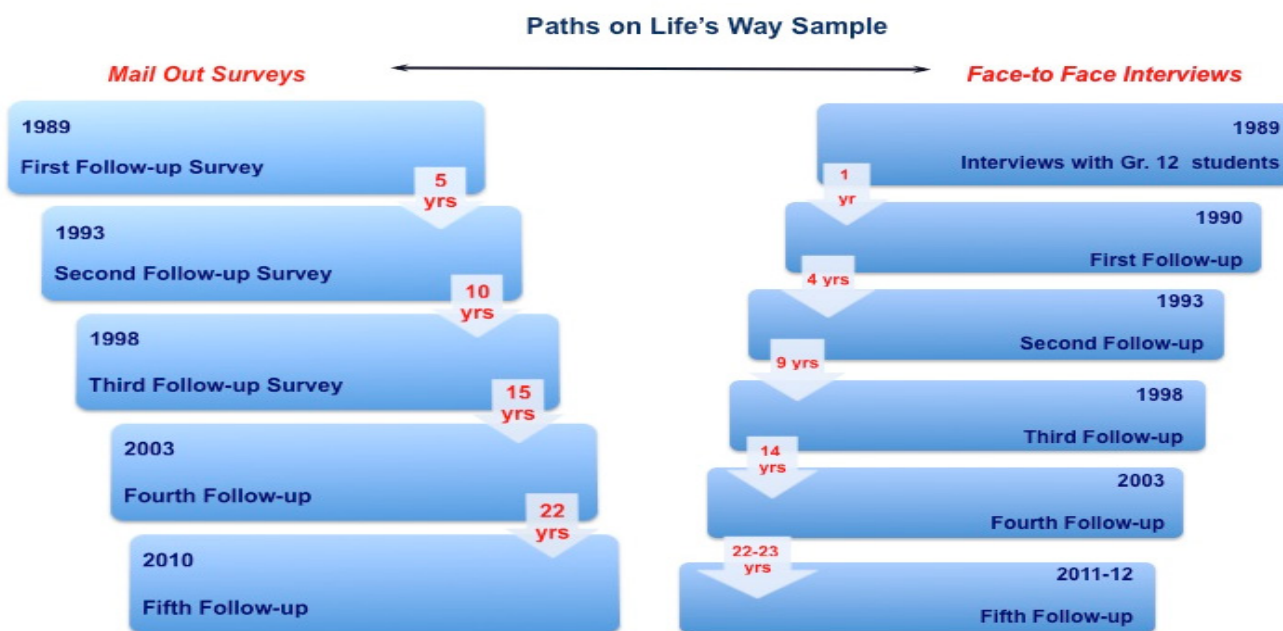 Paths on Life's Way Sample
Mail Out Surveys
Face-to Face Interviews
1989
First Follow-up Survey
5
yrs
1993
Second Follow-up Survey
10
yrs
1998
Third Follow-up Survey
15
yrs
2003
Fourth Follow-up
22
yrs
2010
Fifth Follow-up
1989
Interviews with Gr. 12 students
1
yr
1990
First Follow-up
4 yrs
1993
Second Follow-up
9 yrs
1998
Third Follow-up
14
yrs
2003
Fourth Follow-up
22-23
yrs
2011-12
Fifth Follow-up